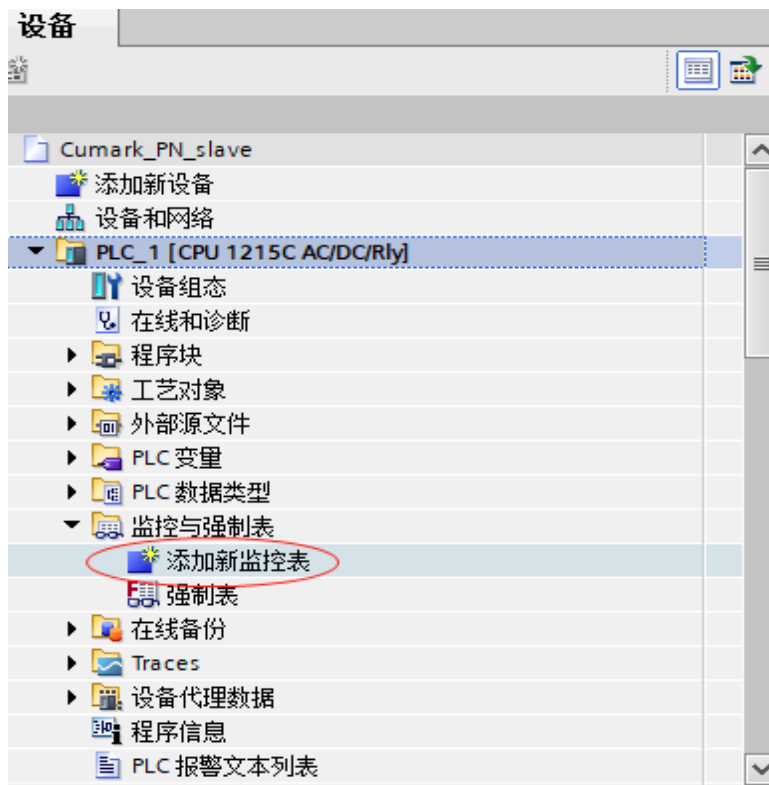 设备
Cumark_PN_slave
添加新设备
设备和网络
PLC_1 [CPU 1215C AC/DC/Rly]
设备组态
在线和诊断
程序块
工艺对象
外部源文件
PLC 变量
PLC 数据类型
监控与强制表
添加新监控表
强制表
在线备份
Traces
设备代理数据
程序信息
PLC 报警文本列表